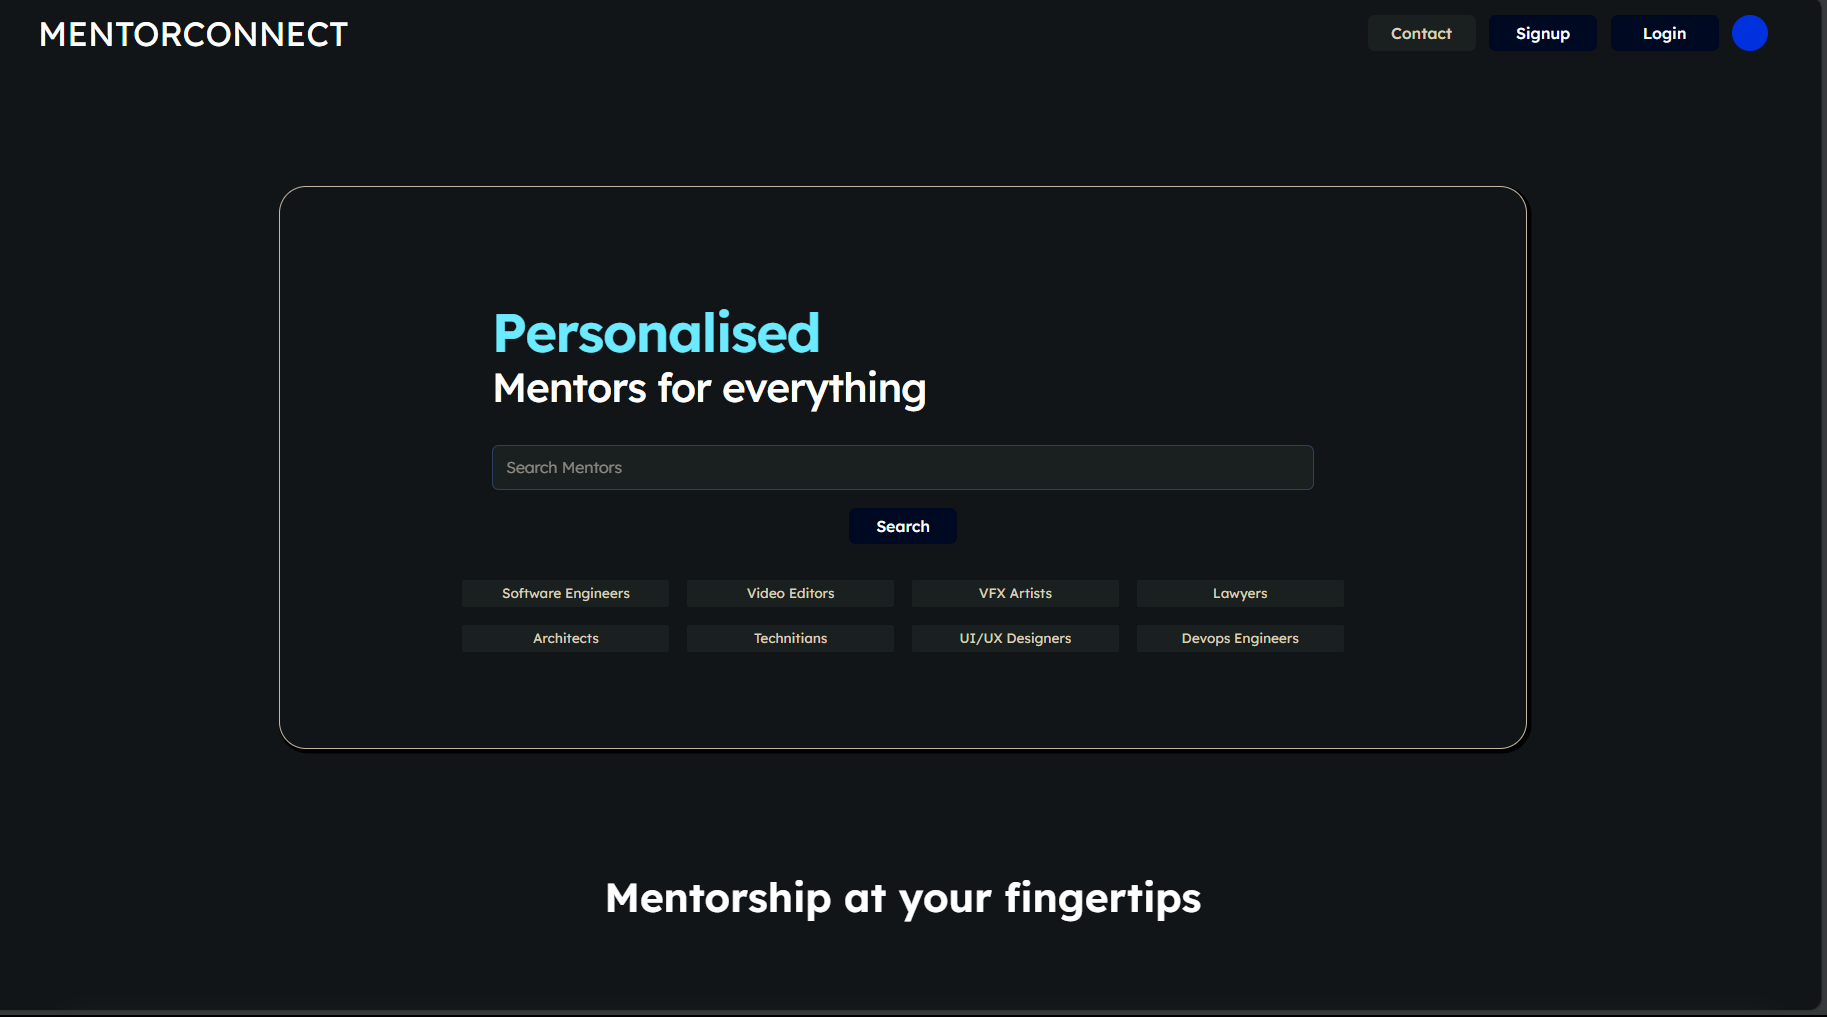 MENTORCONNECT
Contact
Signup
Login
Personalised
Mentors for everything
Search Mentors
Search
Software Engineers
Video Editors
VFX Artists
Lawyers
Architects
Technitians
UI/UX Designers
Devops Engineers
Mentorship at your fingertips